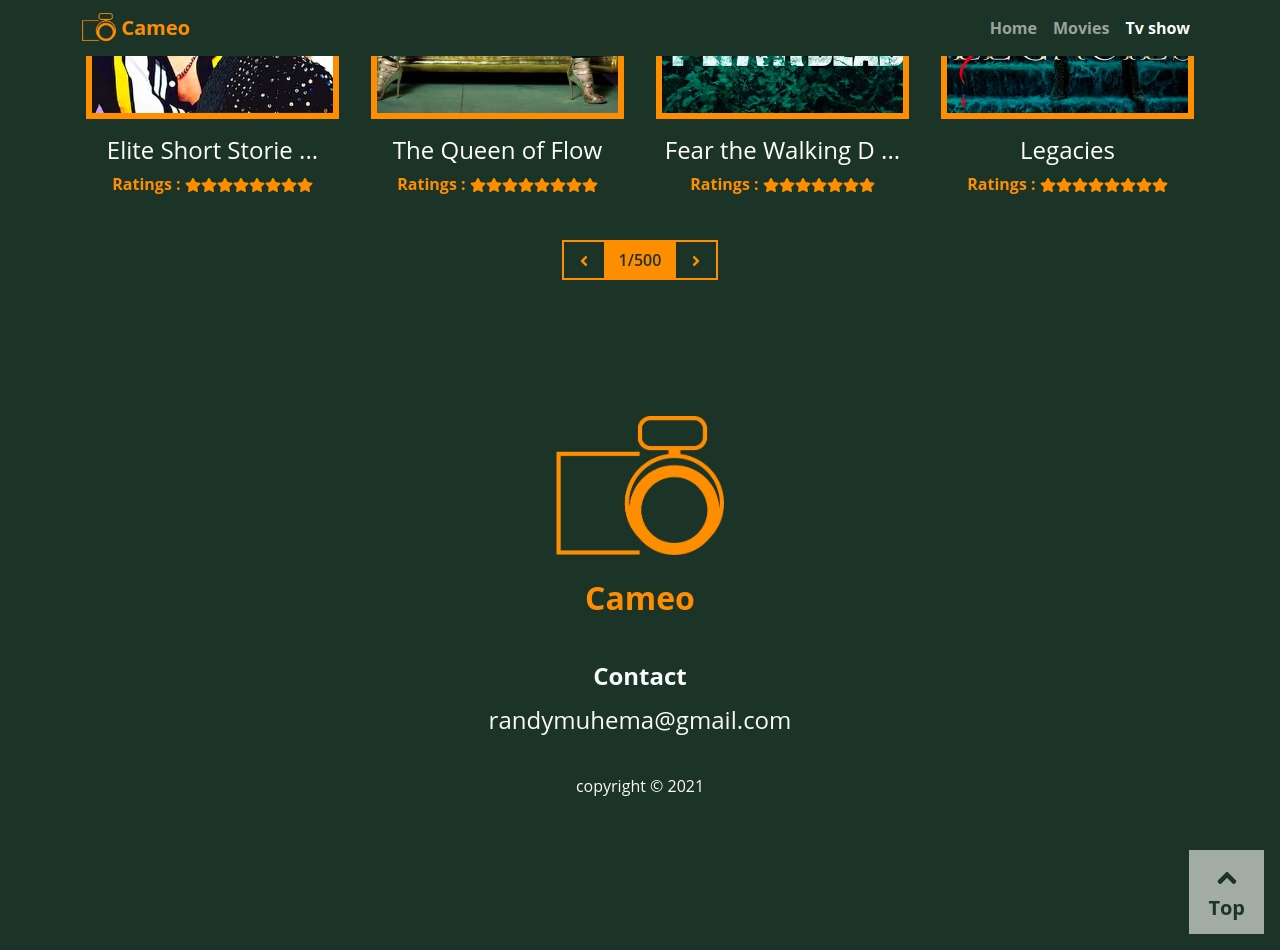 Cameo
Home Movies Tv show
LEGACIES
Elite Short Storie ...
The Queen of Flow
Fear the Walking D ...
Legacies
Ratings :
Ratings :
Ratings :
Ratings :
1/500
Cameo
Contact
randymuhema@gmail.com
copyright © 2021
Top